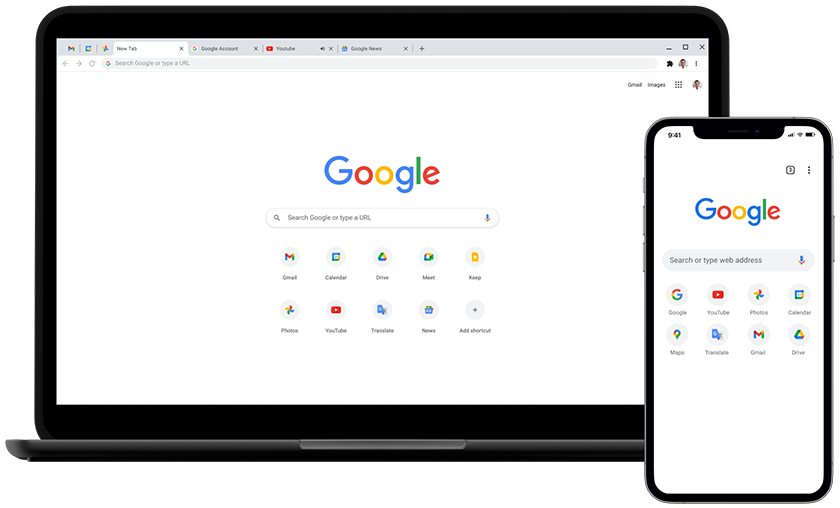 New Tab
Google Account
Youtube
Google News
Search Google or type a URL
Gmail Images
Google
Search Google or type a URL
Gmail Calendar Drive Meet Keep
Photos YouTube Translate News Add shortcut
9:41
3
Google
Search or type web address
Google YouTube Photos Calendar
Maps Translate Gmail Drive